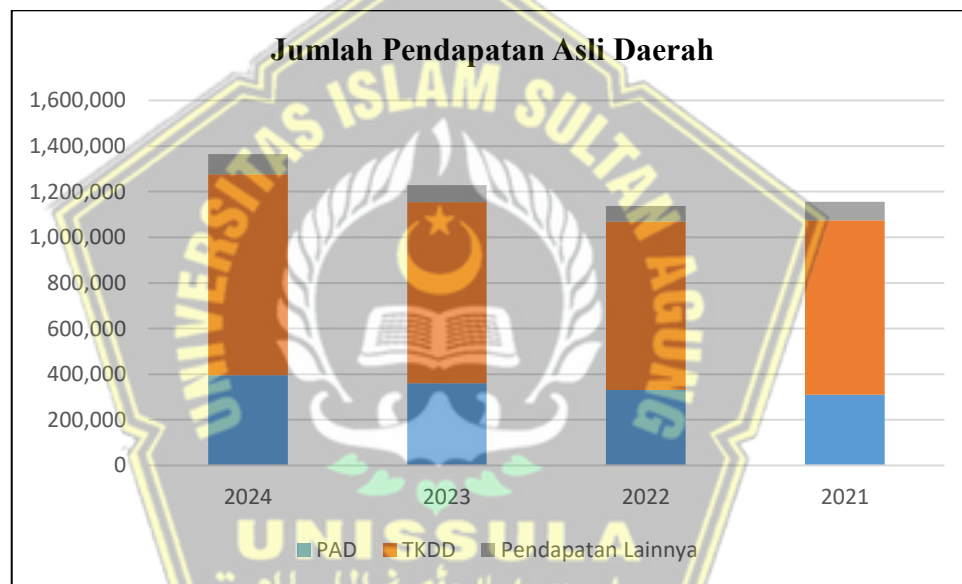 Jumlah Pendapatan Asli Daerah
UNIVERSITAS ISLAM SULTAN AGUNG
1,600,000
1,400,000
1,200,000
1,000,000
800,000
600,000
400,000
200,000
0
2024 2023 2022 2021
UNISSULA
PAD TKDD Pendapatan Lainnya